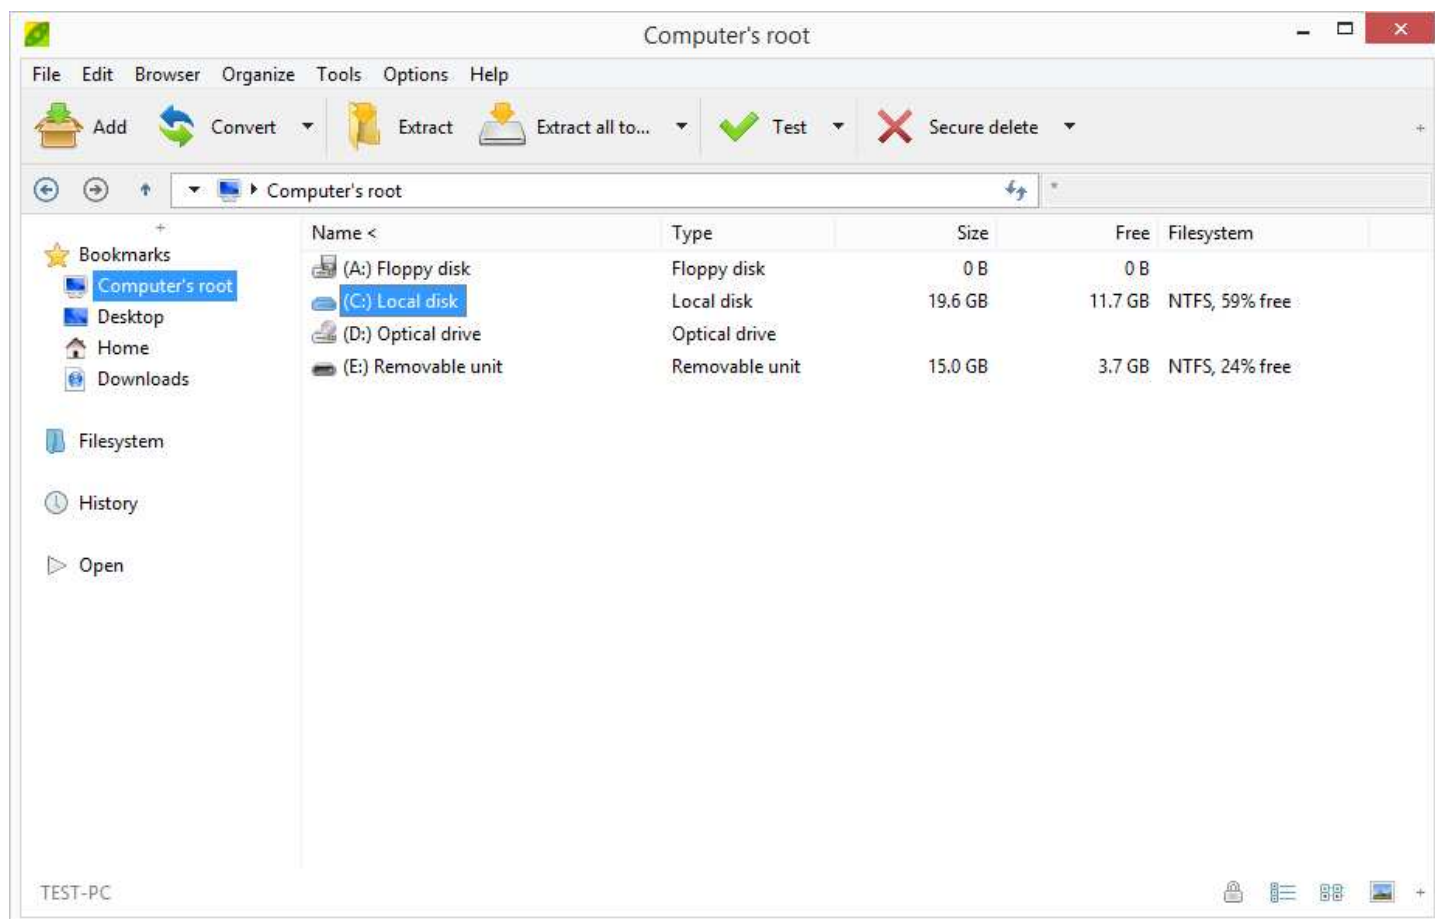 Computer's root
File Edit Browser Organize Tools Options Help
Add Convert Extract Extract all to... Test Secure delete +
Computer's root *
+
Bookmarks
Computer's root
Desktop
Home
Downloads
Filesystem
History
Open
Name < Type Size Free Filesystem
(A:) Floppy disk Floppy disk 0 B 0 B
(C:) Local disk Local disk 19.6 GB 11.7 GB NTFS, 59% free
(D:) Optical drive Optical drive
(E:) Removable unit Removable unit 15.0 GB 3.7 GB NTFS, 24% free
TEST-PC +